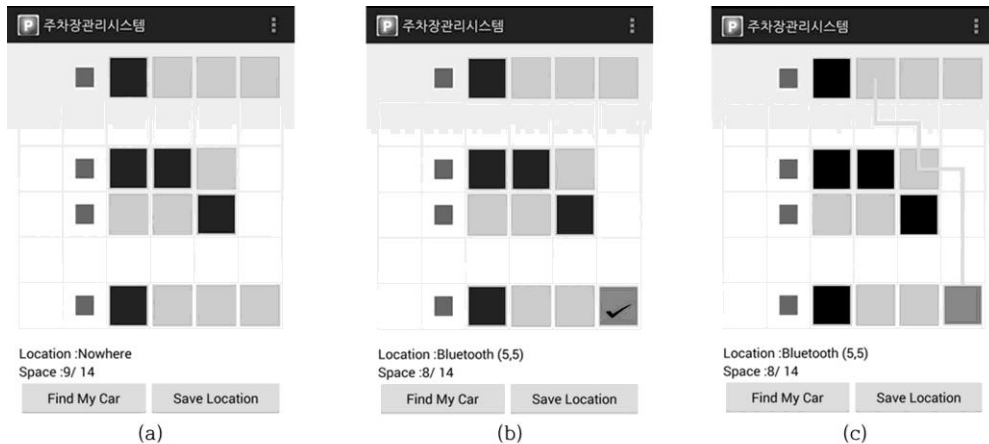 P 주차장관리시스템
Location :Nowhere
Space :9/ 14
Find My Car Save Location
(a)
P 주차장관리시스템
Location :Bluetooth (5,5)
Space :8/ 14
Find My Car Save Location
(b)
P 주차장관리시스템
Location :Bluetooth (5,5)
Space :8/ 14
Find My Car Save Location
(c)